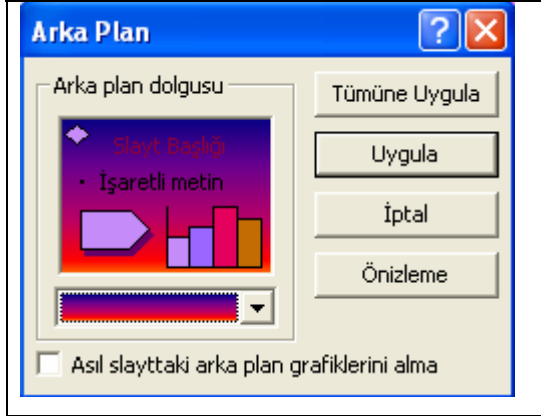 Arka Plan
Arka plan dolgusu
Slayt Başlığı
• İşaretli metin
Tümüne Uygula
Uygula
İptal
Önizleme
Asıl slayttaki arka plan grafiklerini alma